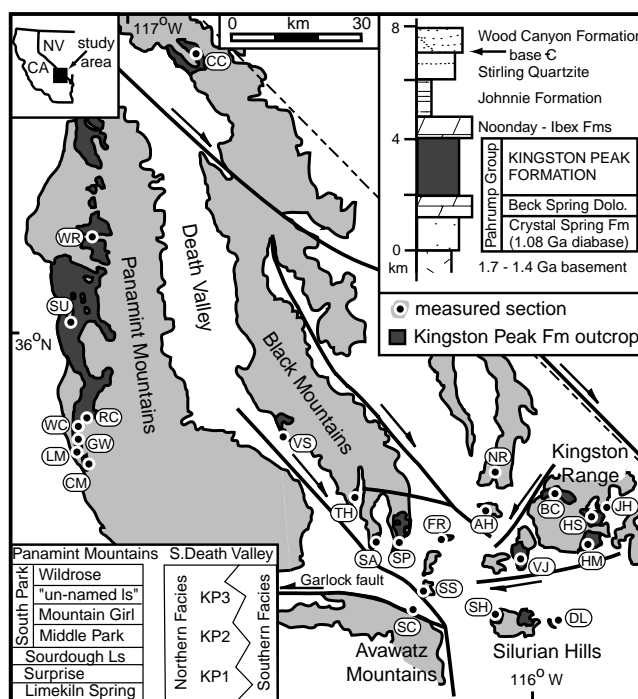 117°W
km
0
30
NV
CA
study
area
CC
8
Wood Canyon Formation
base Є
Stirling Quartzite
Johnnie Formation
4
Noonday - Ibex Fms
Pahrump Group
KINGSTON PEAK
FORMATION
Beck Spring Dolo.
Crystal Spring Fm
(1.08 Ga diabase)
0
km
1.7 - 1.4 Ga basement
measured section
Kingston Peak Fm outcrop
WR
SU
Panamint Mountains
Death Valley
Black Mountains
36°N
RC
WC
GW
LM
CM
VS
NR
Kingston
Range
TH
SA
SP
FR
AH
BC
HS
JH
VJ
HM
SS
SH
DL
SC
Garlock fault
Avawatz
Mountains
Silurian Hills
116°W
Panamint Mountains
South Park
Wildrose
"un-named ls"
Mountain Girl
Middle Park
Sourdough Ls
Surprise
Limekiln Spring
S.Death Valley
Northern Facies
KP3
KP2
KP1
Southern Facies